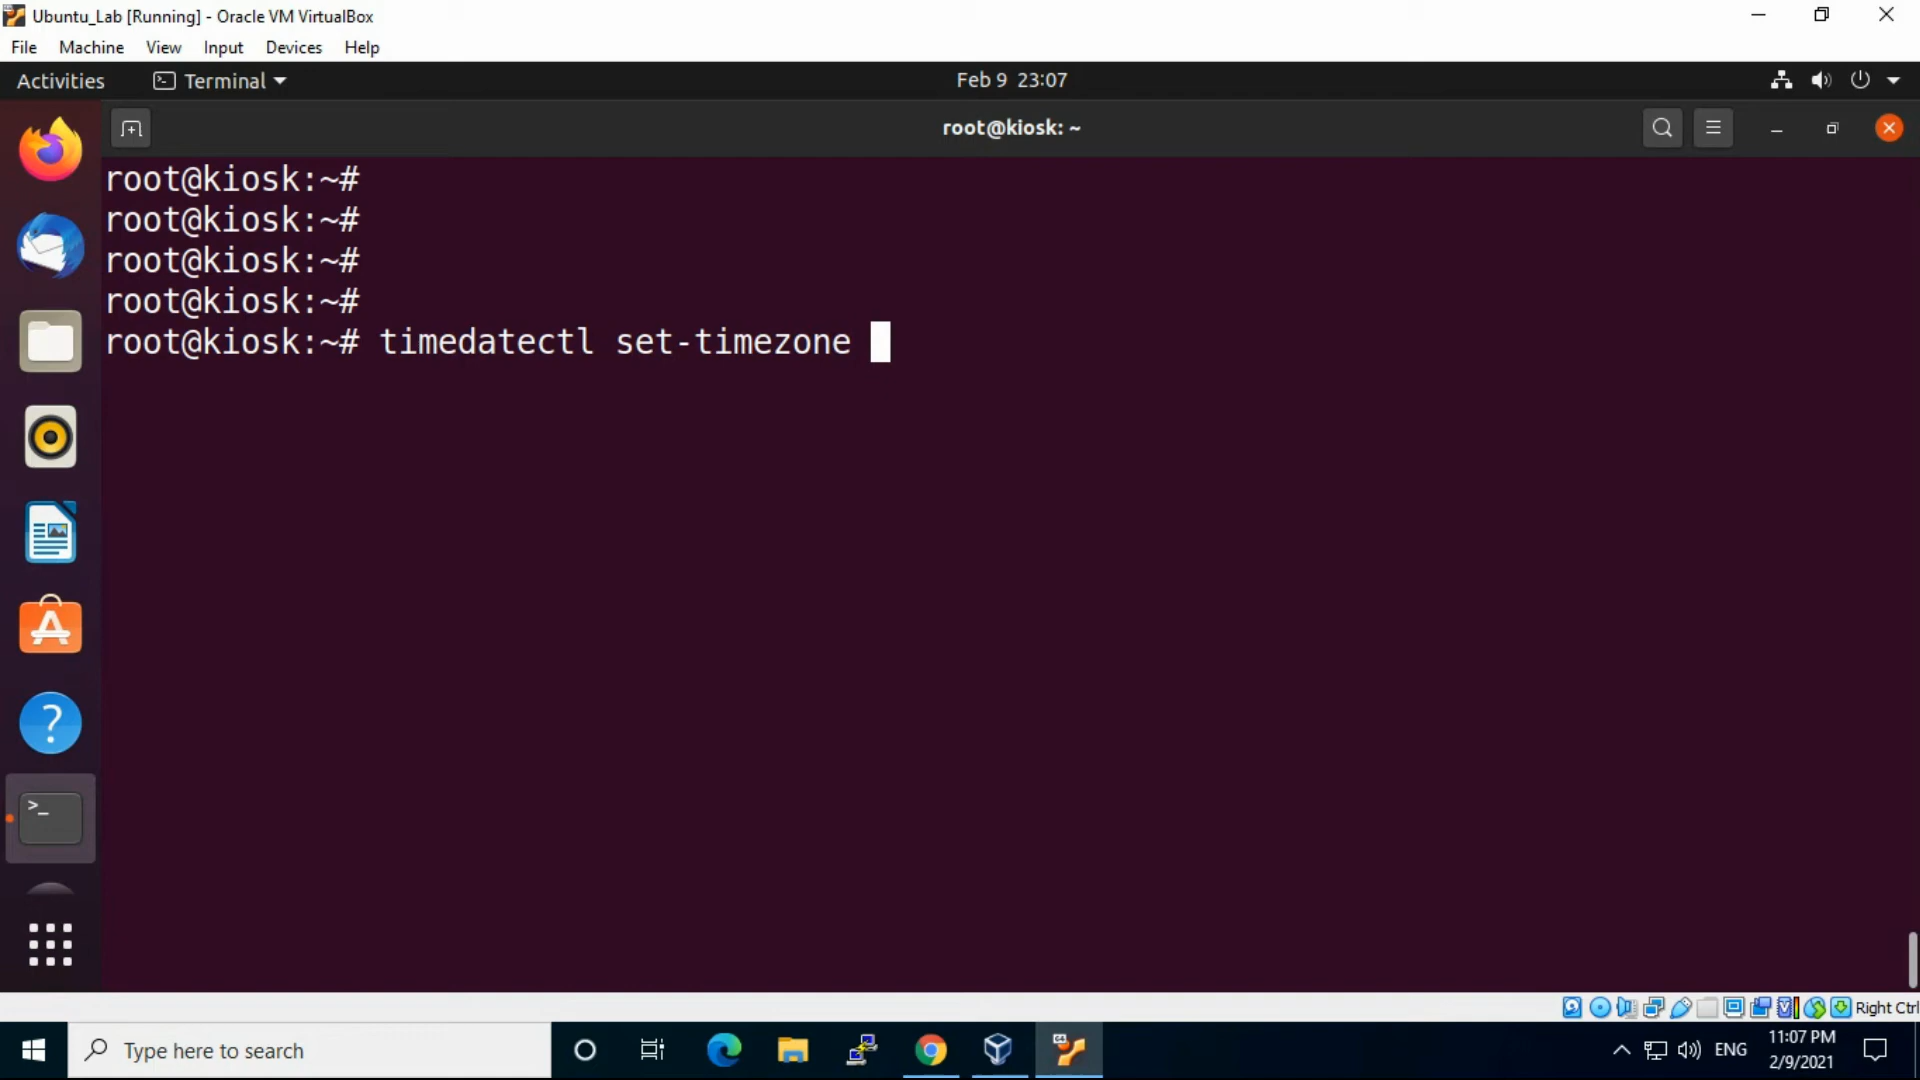 Ubuntu_Lab [Running] - Oracle VM VirtualBox
File Machine View Input Devices Help
Activities Terminal Feb 9 23:07
root@kiosk: ~
root@kiosk:~#
root@kiosk:~#
root@kiosk:~#
root@kiosk:~#
root@kiosk:~# timedatectl set-timezone
Right Ctrl
Type here to search
ENG
11:07 PM
2/9/2021